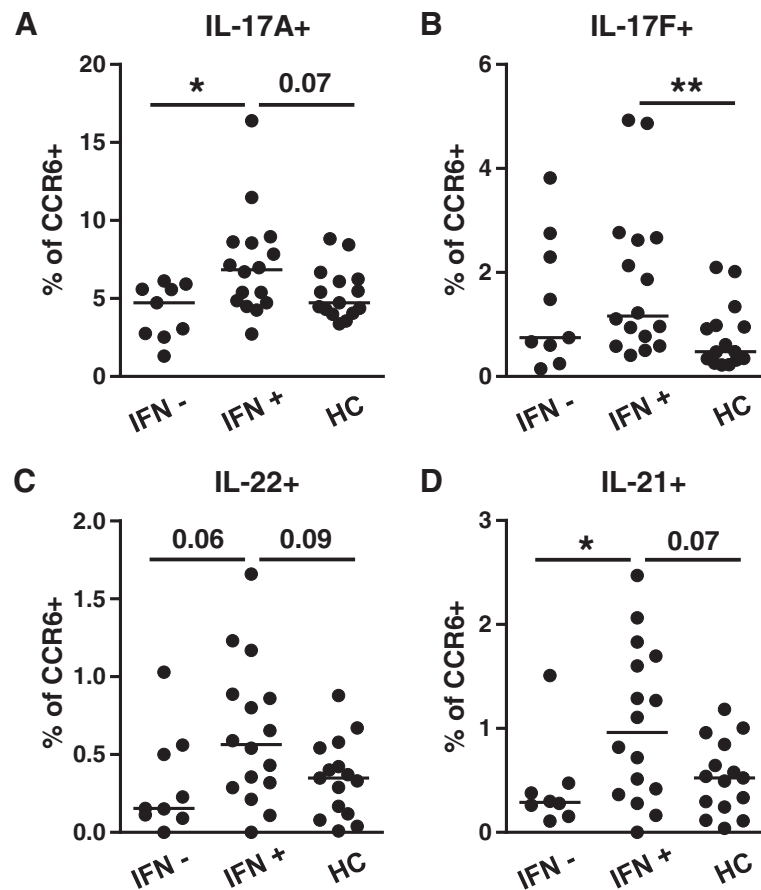 A
IL-17A+
20
15
10
5
0
% of CCR6+
*
0.07
IFN -
IFN +
HC
B
IL-17F+
6
4
2
0
% of CCR6+
**
IFN -
IFN +
HC
C
IL-22+
2.0
1.5
1.0
0.5
0.0
% of CCR6+
0.06
0.09
IFN -
IFN +
HC
D
IL-21+
3
2
1
0
% of CCR6+
*
0.07
IFN -
IFN +
HC